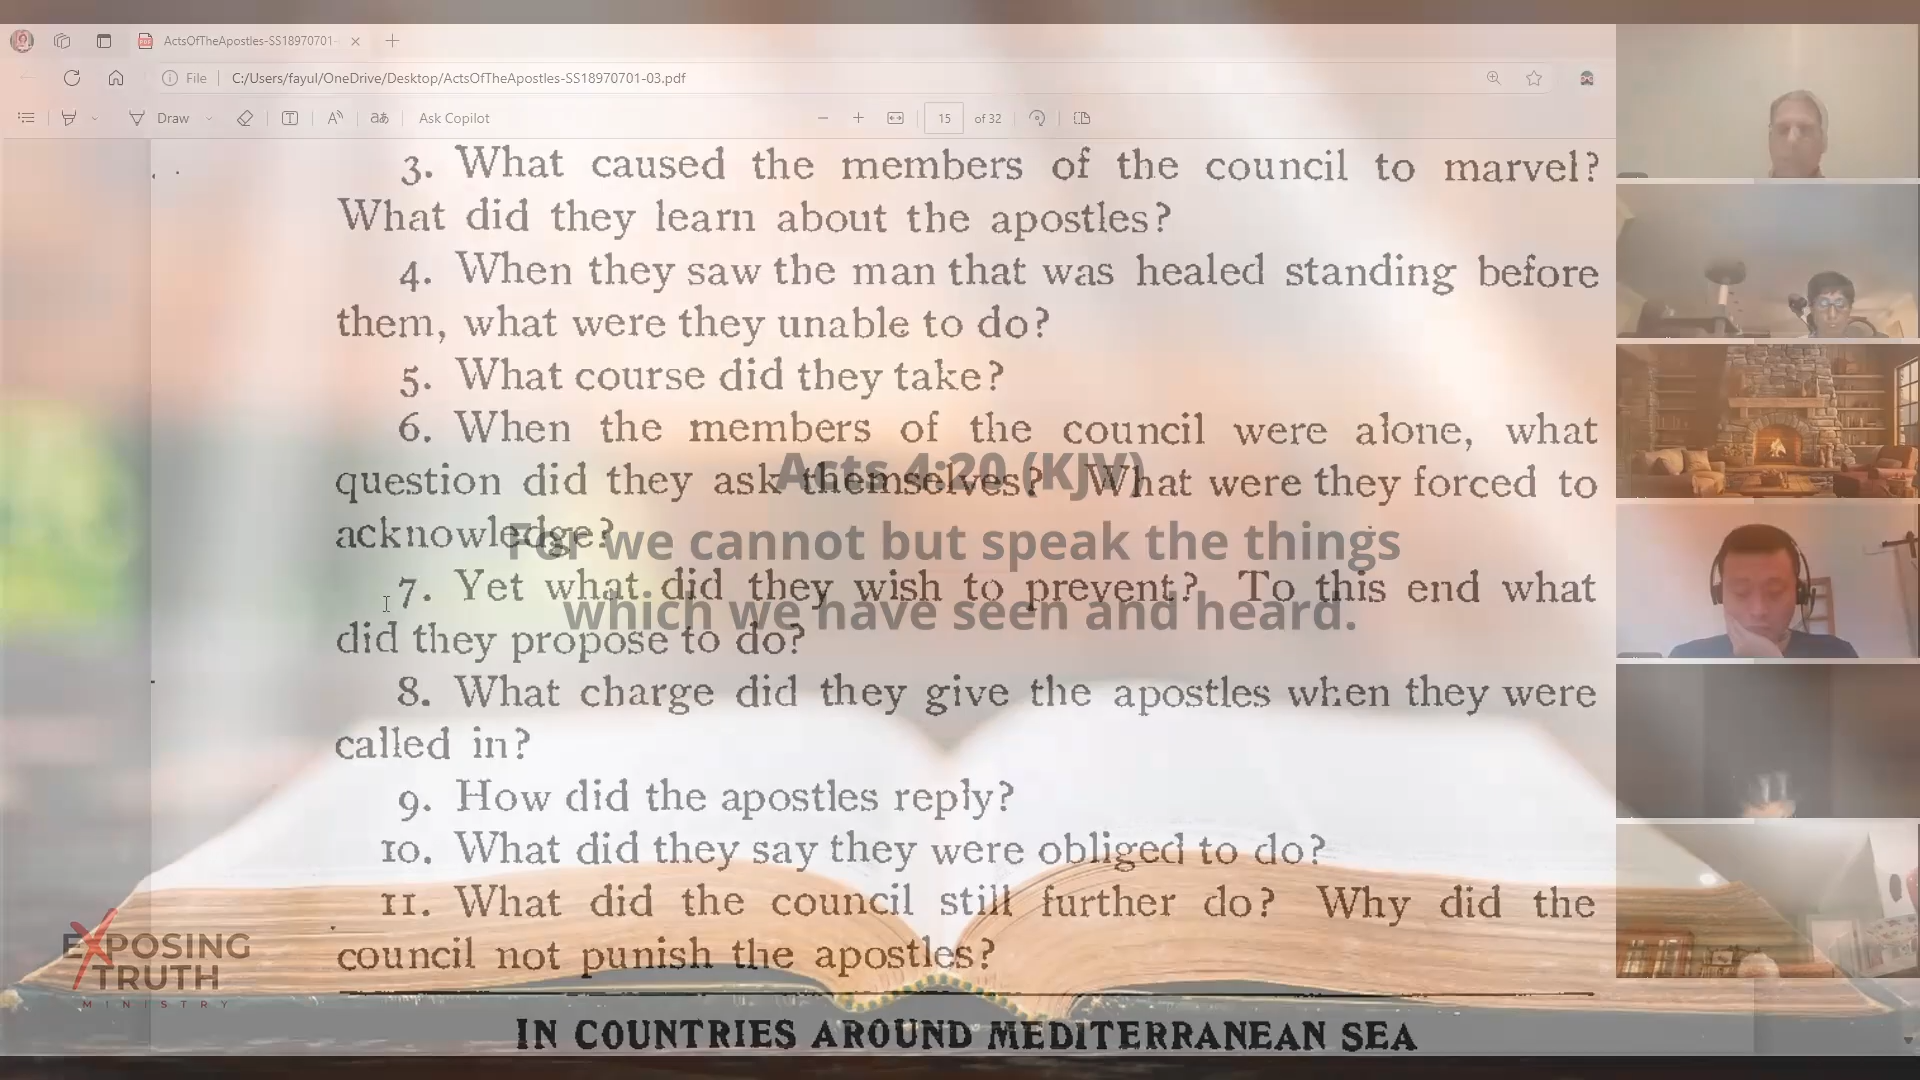 ActsOfTheApostles-SS18970701-
File
C:/Users/fayul/OneDrive/Desktop/ActsOfTheApostles-SS18970701-03.pdf
Draw
Ask Copilot
15 of 32
3. What caused the members of the council to marvel?
What did they learn about the apostles?
4. When they saw the man that was healed standing before
them, what were they unable to do?
5. What course did they take?
6. When the members of the council were alone, what
question did they ask themselves? What were they forced to
acknowledge?
7. Yet what did they wish to prevent? To this end what
did they propose to do?
8. What charge did they give the apostles when they were
called in?
9. How did the apostles reply?
10. What did they say they were obliged to do?
11. What did the council still further do? Why did the
council not punish the apostles?
IN COUNTRIES AROUND MEDITERRANEAN SEA
Acts 4:20 (KJV)
For we cannot but speak the things
which we have seen and heard.
EXPOSING
TRUTH
MINISTRY